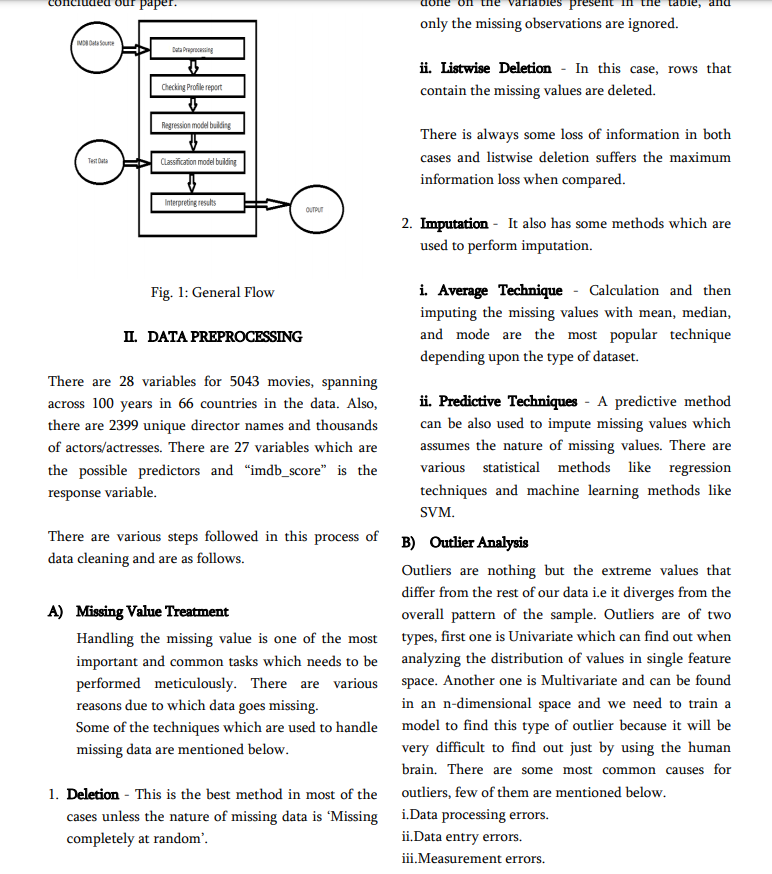 concluded our paper.
IMDB Data Source
Data Preprocessing
Checking Profile report
Regression model building
Test Data
CLassification model building
Interpreting results
OUTPUT
Fig. 1: General Flow
II. DATA PREPROCESSING
There are 28 variables for 5043 movies, spanning
across 100 years in 66 countries in the data. Also,
there are 2399 unique director names and thousands
of actors/actresses. There are 27 variables which are
the possible predictors and “imdb_score” is the
response variable.
There are various steps followed in this process of
data cleaning and are as follows.
A) Missing Value Treatment
Handling the missing value is one of the most
important and common tasks which needs to be
performed meticulously. There are various
reasons due to which data goes missing.
Some of the techniques which are used to handle
missing data are mentioned below.
1. Deletion - This is the best method in most of the
cases unless the nature of missing data is ‘Missing
completely at random’.
done on the variables present in the table, and
only the missing observations are ignored.
ii. Listwise Deletion - In this case, rows that
contain the missing values are deleted.
There is always some loss of information in both
cases and listwise deletion suffers the maximum
information loss when compared.
2. Imputation - It also has some methods which are
used to perform imputation.
i. Average Technique - Calculation and then
imputing the missing values with mean, median,
and mode are the most popular technique
depending upon the type of dataset.
ii. Predictive Techniques - A predictive method
can be also used to impute missing values which
assumes the nature of missing values. There are
various statistical methods like regression
techniques and machine learning methods like
SVM.
B) Outlier Analysis
Outliers are nothing but the extreme values that
differ from the rest of our data i.e it diverges from the
overall pattern of the sample. Outliers are of two
types, first one is Univariate which can find out when
analyzing the distribution of values in single feature
space. Another one is Multivariate and can be found
in an n-dimensional space and we need to train a
model to find this type of outlier because it will be
very difficult to find out just by using the human
brain. There are some most common causes for
outliers, few of them are mentioned below.
i.Data processing errors.
ii.Data entry errors.
iii.Measurement errors.